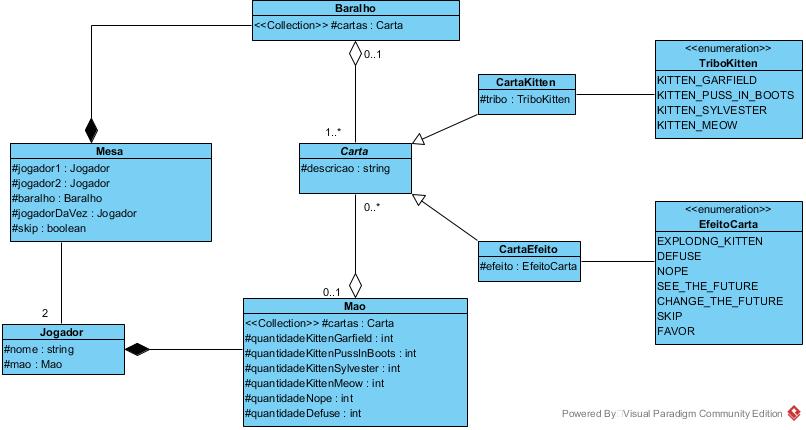 Baralho
<<Collection>> #cartas : Carta
0..1
<<enumeration>>
TriboKitten
KITTEN_GARFIELD
KITTEN_PUSS_IN_BOOTS
KITTEN_SYLVESTER
KITTEN_MEOW
CartaKitten
#tribo : TriboKitten
1..*
Mesa
#jogador1 : Jogador
#jogador2 : Jogador
#baralho : Baralho
#jogadorDaVez : Jogador
#skip : boolean
Carta
#descricao : string
0..*
<<enumeration>>
EfeitoCarta
EXPLODNG_KITTEN
DEFUSE
NOPE
SEE_THE_FUTURE
CHANGE_THE_FUTURE
SKIP
FAVOR
CartaEfeito
#efeito : EfeitoCarta
0..1
2
Jogador
#nome : string
#mao : Mao
Mao
<<Collection>> #cartas : Carta
#quantidadeKittenGarfield : int
#quantidadeKittenPussInBoots : int
#quantidadeKittenSylvester : int
#quantidadeKittenMeow : int
#quantidadeNope : int
#quantidadeDefuse : int
Powered By Visual Paradigm Community Edition